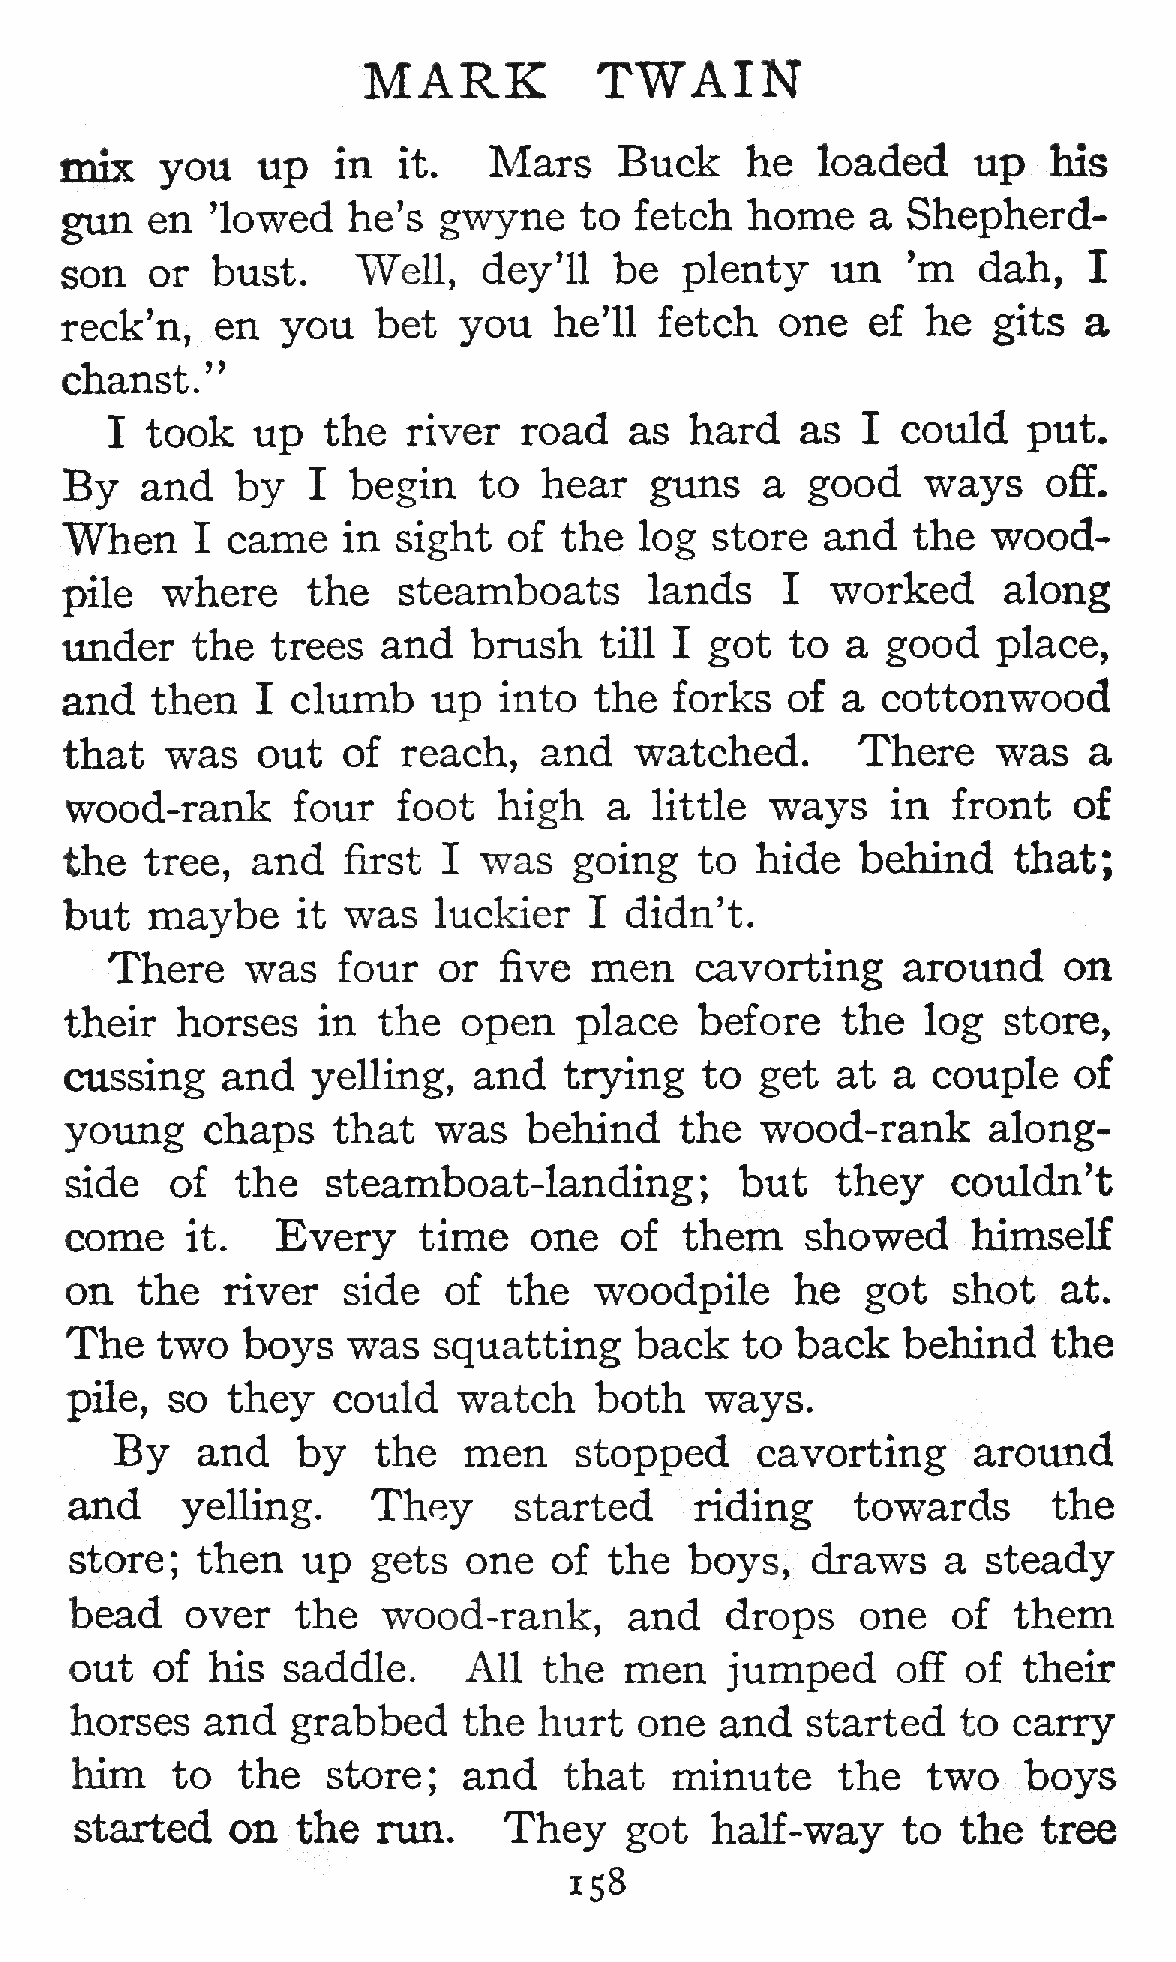 MARK TWAIN
mix you up in it. Mars Buck he loaded up his
gun en ’lowed he’s gwyne to fetch home a Shepherd-
son or bust. Well, dey’ll be plenty un ’m dah, I
reck’n, en you bet you he’ll fetch one ef he gits a
chanst.”
I took up the river road as hard as I could put.
By and by I begin to hear guns a good ways off.
When I came in sight of the log store and the wood-
pile where the steamboats lands I worked along
under the trees and brush till I got to a good place,
and then I clumb up into the forks of a cottonwood
that was out of reach, and watched. There was a
wood-rank four foot high a little ways in front of
the tree, and first I was going to hide behind that;
but maybe it was luckier I didn’t.
There was four or five men cavorting around on
their horses in the open place before the log store,
cussing and yelling, and trying to get at a couple of
young chaps that was behind the wood-rank along-
side of the steamboat-landing; but they couldn’t
come it. Every time one of them showed himself
on the river side of the woodpile he got shot at.
The two boys was squatting back to back behind the
pile, so they could watch both ways.
By and by the men stopped cavorting around
and yelling. They started riding towards the
store; then up gets one of the boys, draws a steady
bead over the wood-rank, and drops one of them
out of his saddle. All the men jumped off of their
horses and grabbed the hurt one and started to carry
him to the store; and that minute the two boys
started on the run. They got half-way to the tree
158